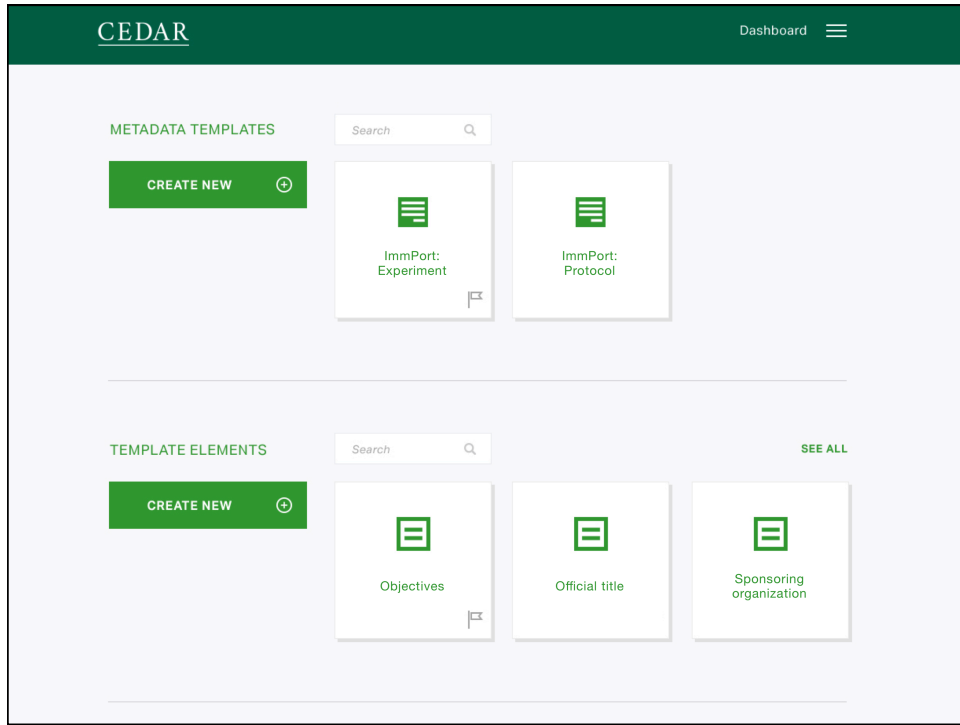 CEDAR
Dashboard
METADATA TEMPLATES
Search
CREATE NEW
ImmPort:
Experiment
ImmPort:
Protocol
TEMPLATE ELEMENTS
Search
SEE ALL
CREATE NEW
Objectives
Official title
Sponsoring
organization